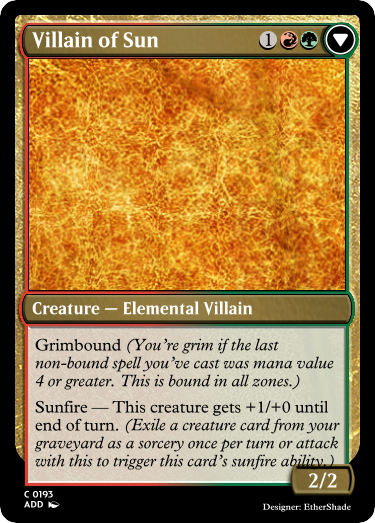 Villain of Sun 1
Creature — Elemental Villain
Grimbound (You're grim if the last
non-bound spell you've cast was mana value
4 or greater. This is bound in all zones.)
Sunfire — This creature gets +1/+0 until
end of turn. (Exile a creature card from your
graveyard as a sorcery once per turn or attack
with this to trigger this card's sunfire ability.)
2/2
C 0193
ADD
Designer: EtherShade